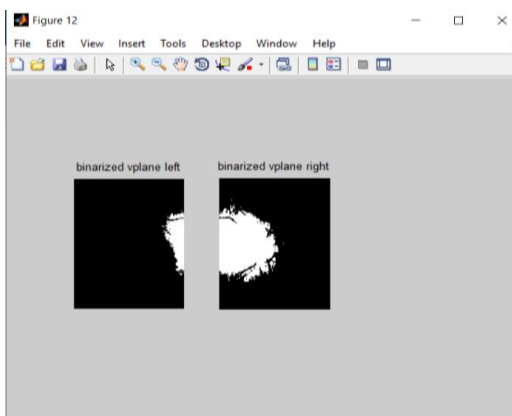 Figure 12
File Edit View Insert Tools Desktop Window Help
binarized vplane left binarized vplane right